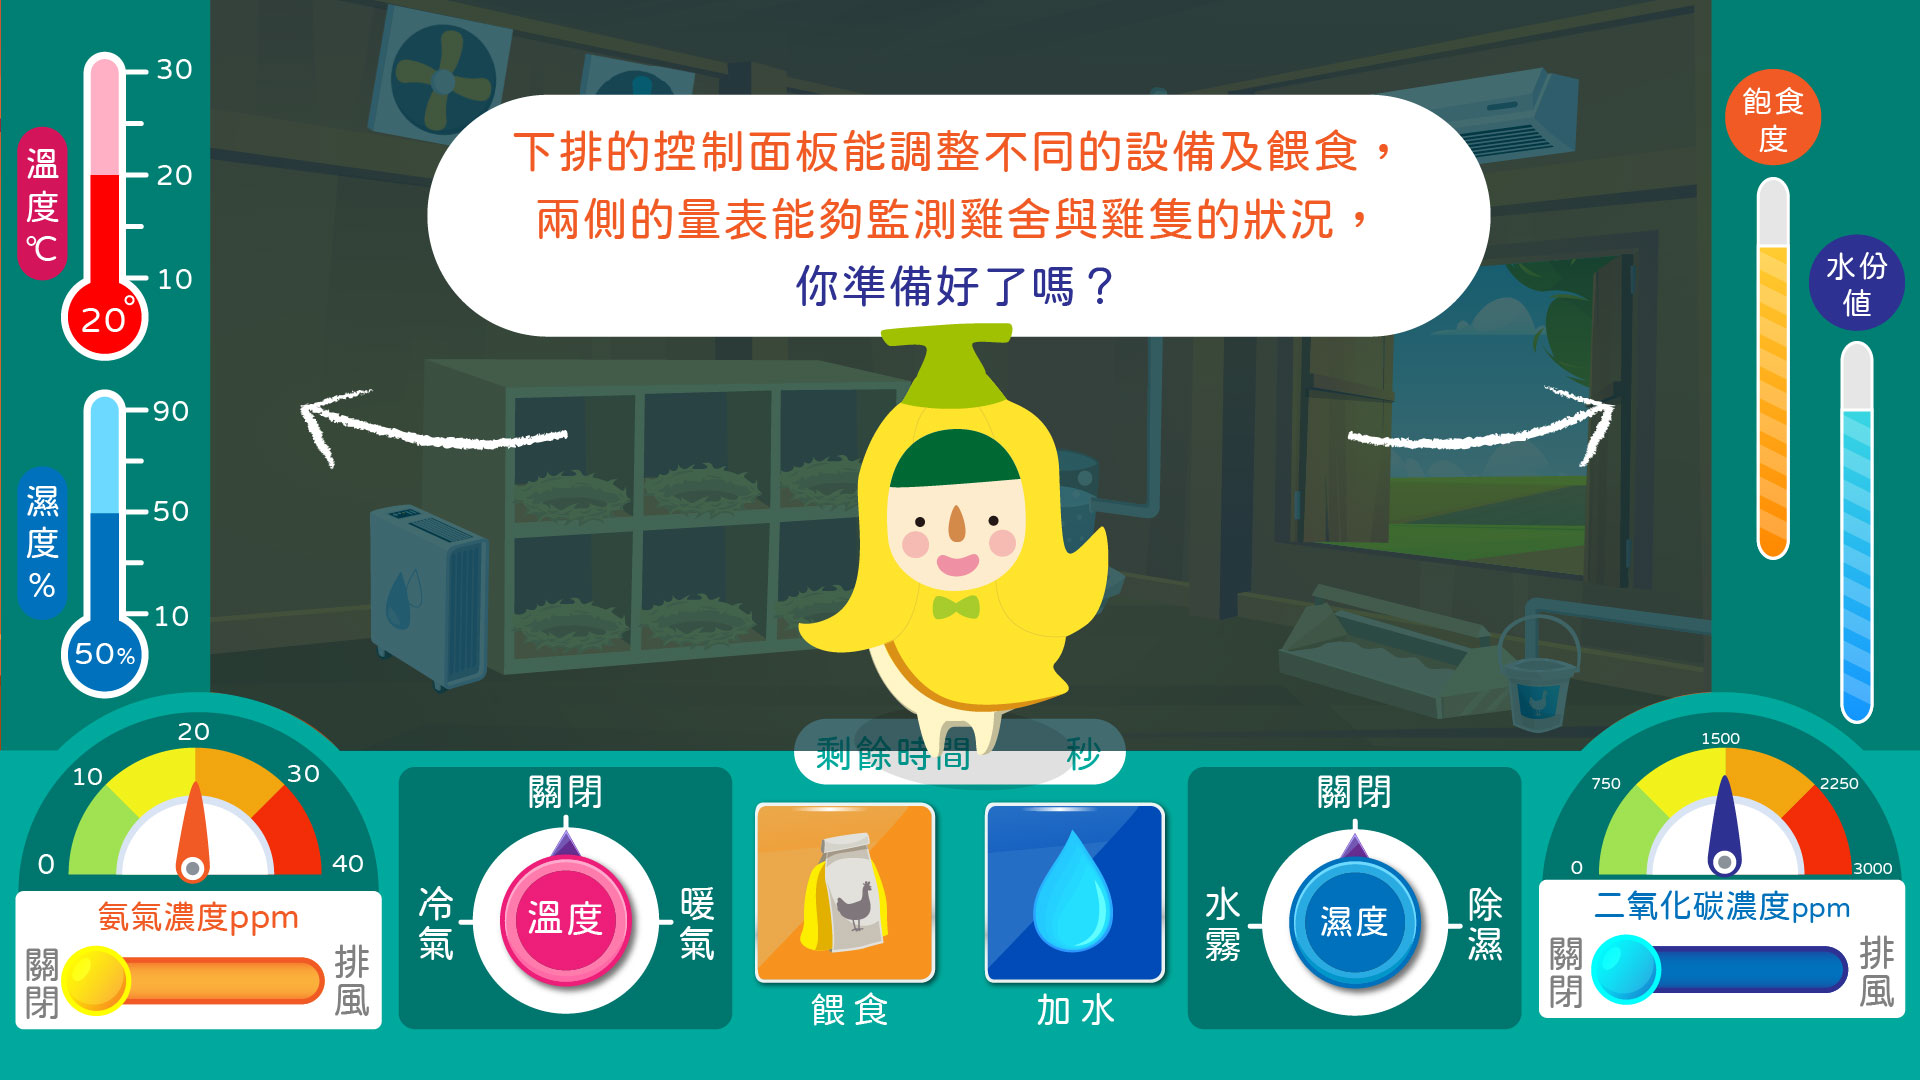 下排的控制面板能調整不同的設備及餵食，
兩側的量表能夠監測雞舍與雞隻的狀況，
你準備好了嗎？
溫度℃
30
20
10
20°
濕度%
90
50
10
50%
飽食度
水份值
剩餘時間 秒
0
10
20
30
40
氨氣濃度ppm
關閉
排風
關閉
冷氣
溫度
暖氣
餵食
加水
關閉
水霧
濕度
除濕
0
750
1500
2250
3000
二氧化碳濃度ppm
關閉
排風